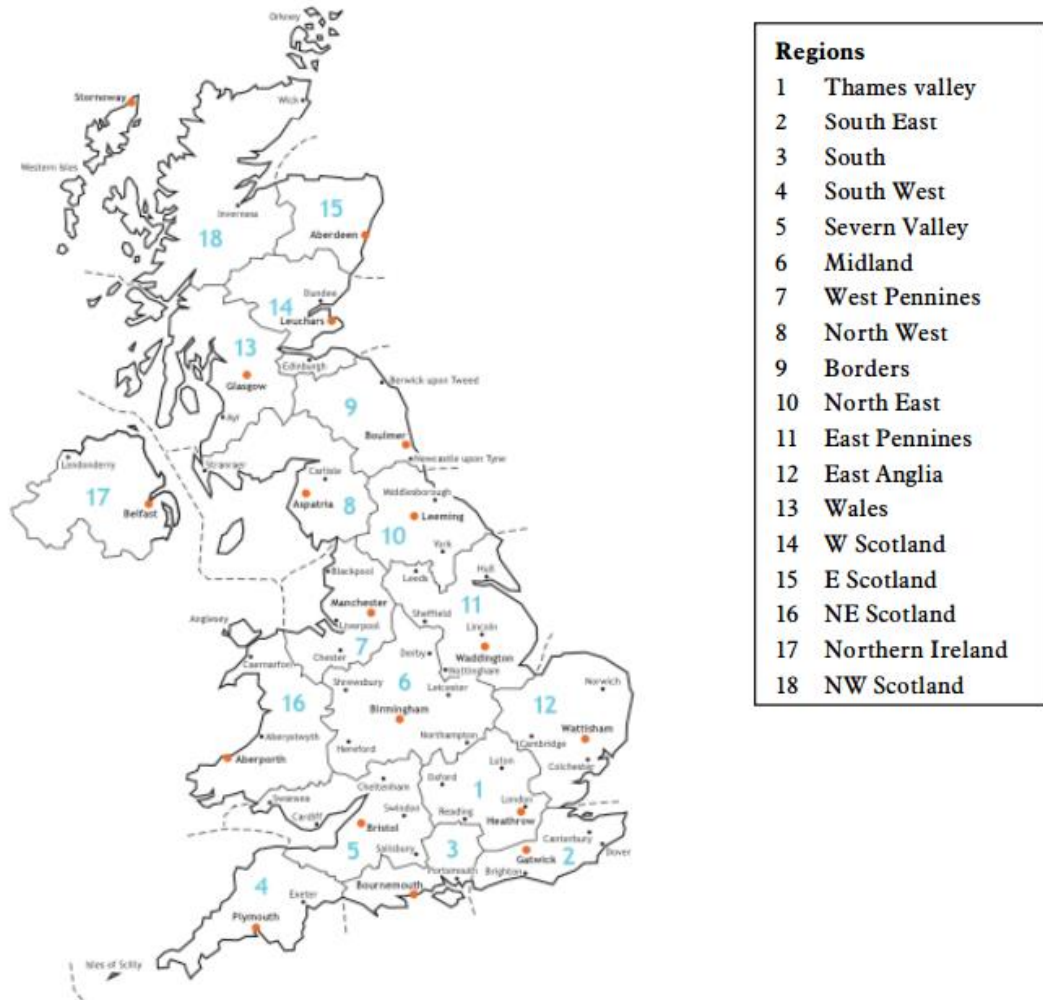 Orkney
Stornoway
Wick
Western Isles
Inverness
15
18
Aberdeen
Dundee
14
Leuchars
13
Edinburgh
Glasgow
Berwick upon Tweed
9
Ayr
Boulmer
Newcastle upon Tyne
Londonderry
Stranraer
Carlisle
17
Belfast
Aspatria
8
Middlesborough
Leeming
10
York
Blackpool
Leeds
Hull
Manchester
11
Anglesey
Liverpool
Sheffield
Lincoln
7
Chester
Derby
Waddington
Caernarfon
Nottingham
6
Shrewsbury
Leicester
Norwich
16
12
Birmingham
Aberystwyth
Hereford
Northampton
Cambridge
Wattisham
Aberporth
Colchester
Luton
Cheltenham
Oxford
1
Swansea
Swindon
Reading
London
Cardiff
Bristol
Heathrow
5
Salisbury
3
Canterbury
Gatwick
2
Dover
Portsmouth
Brighton
Bournemouth
4
Exeter
Plymouth
Isles of Scilly
Regions
1 Thames valley
2 South East
3 South
4 South West
5 Severn Valley
6 Midland
7 West Pennines
8 North West
9 Borders
10 North East
11 East Pennines
12 East Anglia
13 Wales
14 W Scotland
15 E Scotland
16 NE Scotland
17 Northern Ireland
18 NW Scotland